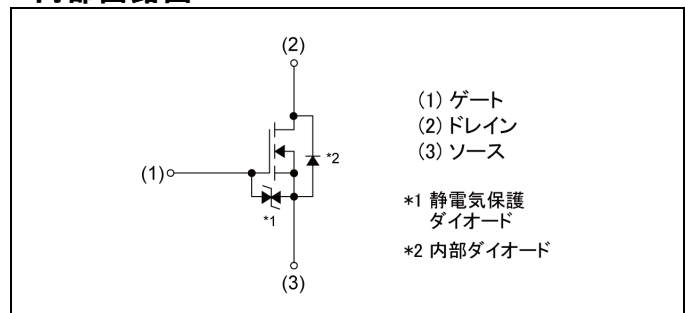 (2)
(1)
*2
*1
(3)
(1) ゲート
(2) ドレイン
(3) ソース
*1 静電気保護
ダイオード
*2 内部ダイオード